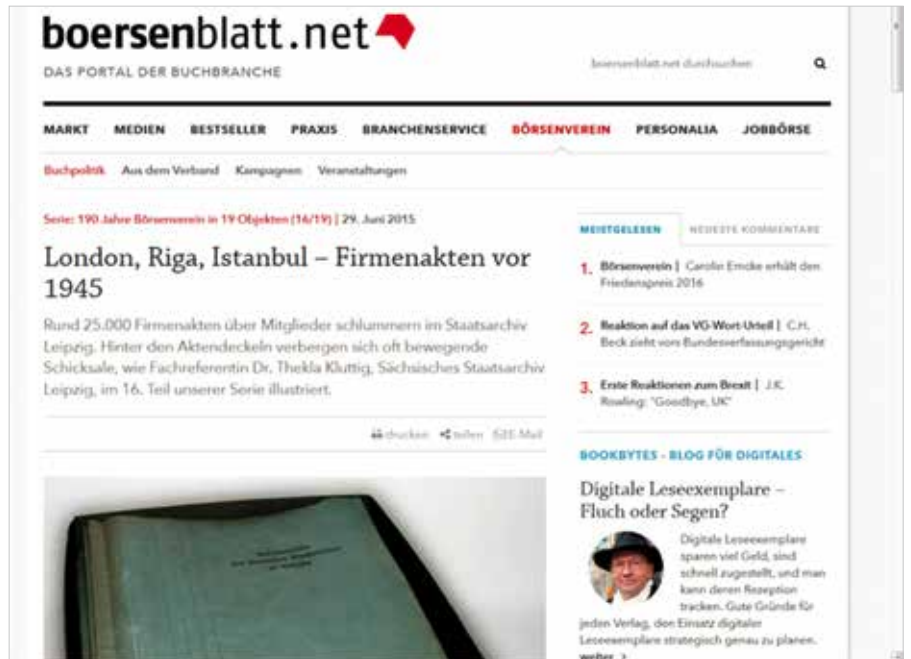 boersenblatt.net
DAS PORTAL DER BUCHBRANCHE
boersenblatt.net durchsuchen
MARKT MEDIEN BESTSELLER PRAXIS BRANCHENSERVICE BÖRSENVEREIN PERSONALIA JOBBÖRSE
Buchpolitik Aus dem Verband Kampagnen Veranstaltungen
Serie: 190 Jahre Börsenverein in 19 Objekten (16/19) | 29. Juni 2015
London, Riga, Istanbul – Firmenakten vor
1945
Rund 25.000 Firmenakten über Mitglieder schlummern im Staatsarchiv
Leipzig. Hinter den Aktendeckeln verbergen sich oft bewegende
Schicksale, wie Fachreferentin Dr. Thekla Kluttig, Sächsisches Staatsarchiv
Leipzig, im 16. Teil unserer Serie illustriert.
drucken teilen E-Mail
MEISTGELESEN NEUESTE KOMMENTARE
1. Börsenverein | Carolin Emcke erhält den
Friedenspreis 2016
2. Reaktion auf das VG-Wort-Urteil | C.H.
Beck zieht vors Bundesverfassungsgericht
3. Erste Reaktionen zum Brexit | J.K.
Rowling: "Goodbye, UK"
BOOKBYTES - BLOG FÜR DIGITALES
Digitale Leseexemplare –
Fluch oder Segen?
Digitale Leseexemplare
sparen viel Geld, sind
schnell zugestellt, und man
kann deren Rezeption
tracken. Gute Gründe für
jeden Verlag, den Einsatz digitaler
Leseexemplare strategisch genau zu planen.
weiter >